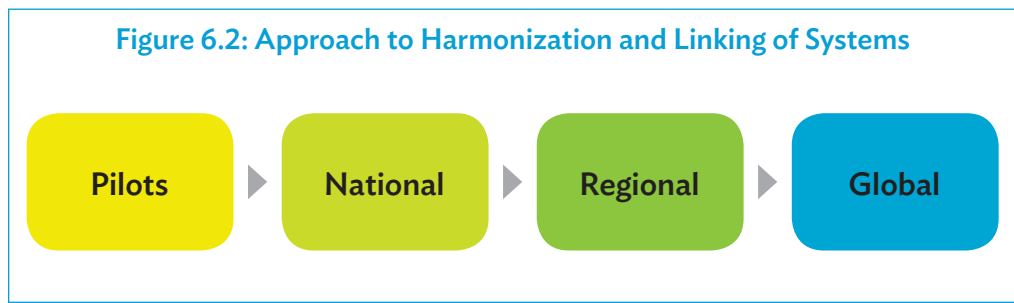 Figure 6.2: Approach to Harmonization and Linking of Systems
Pilots National Regional Global